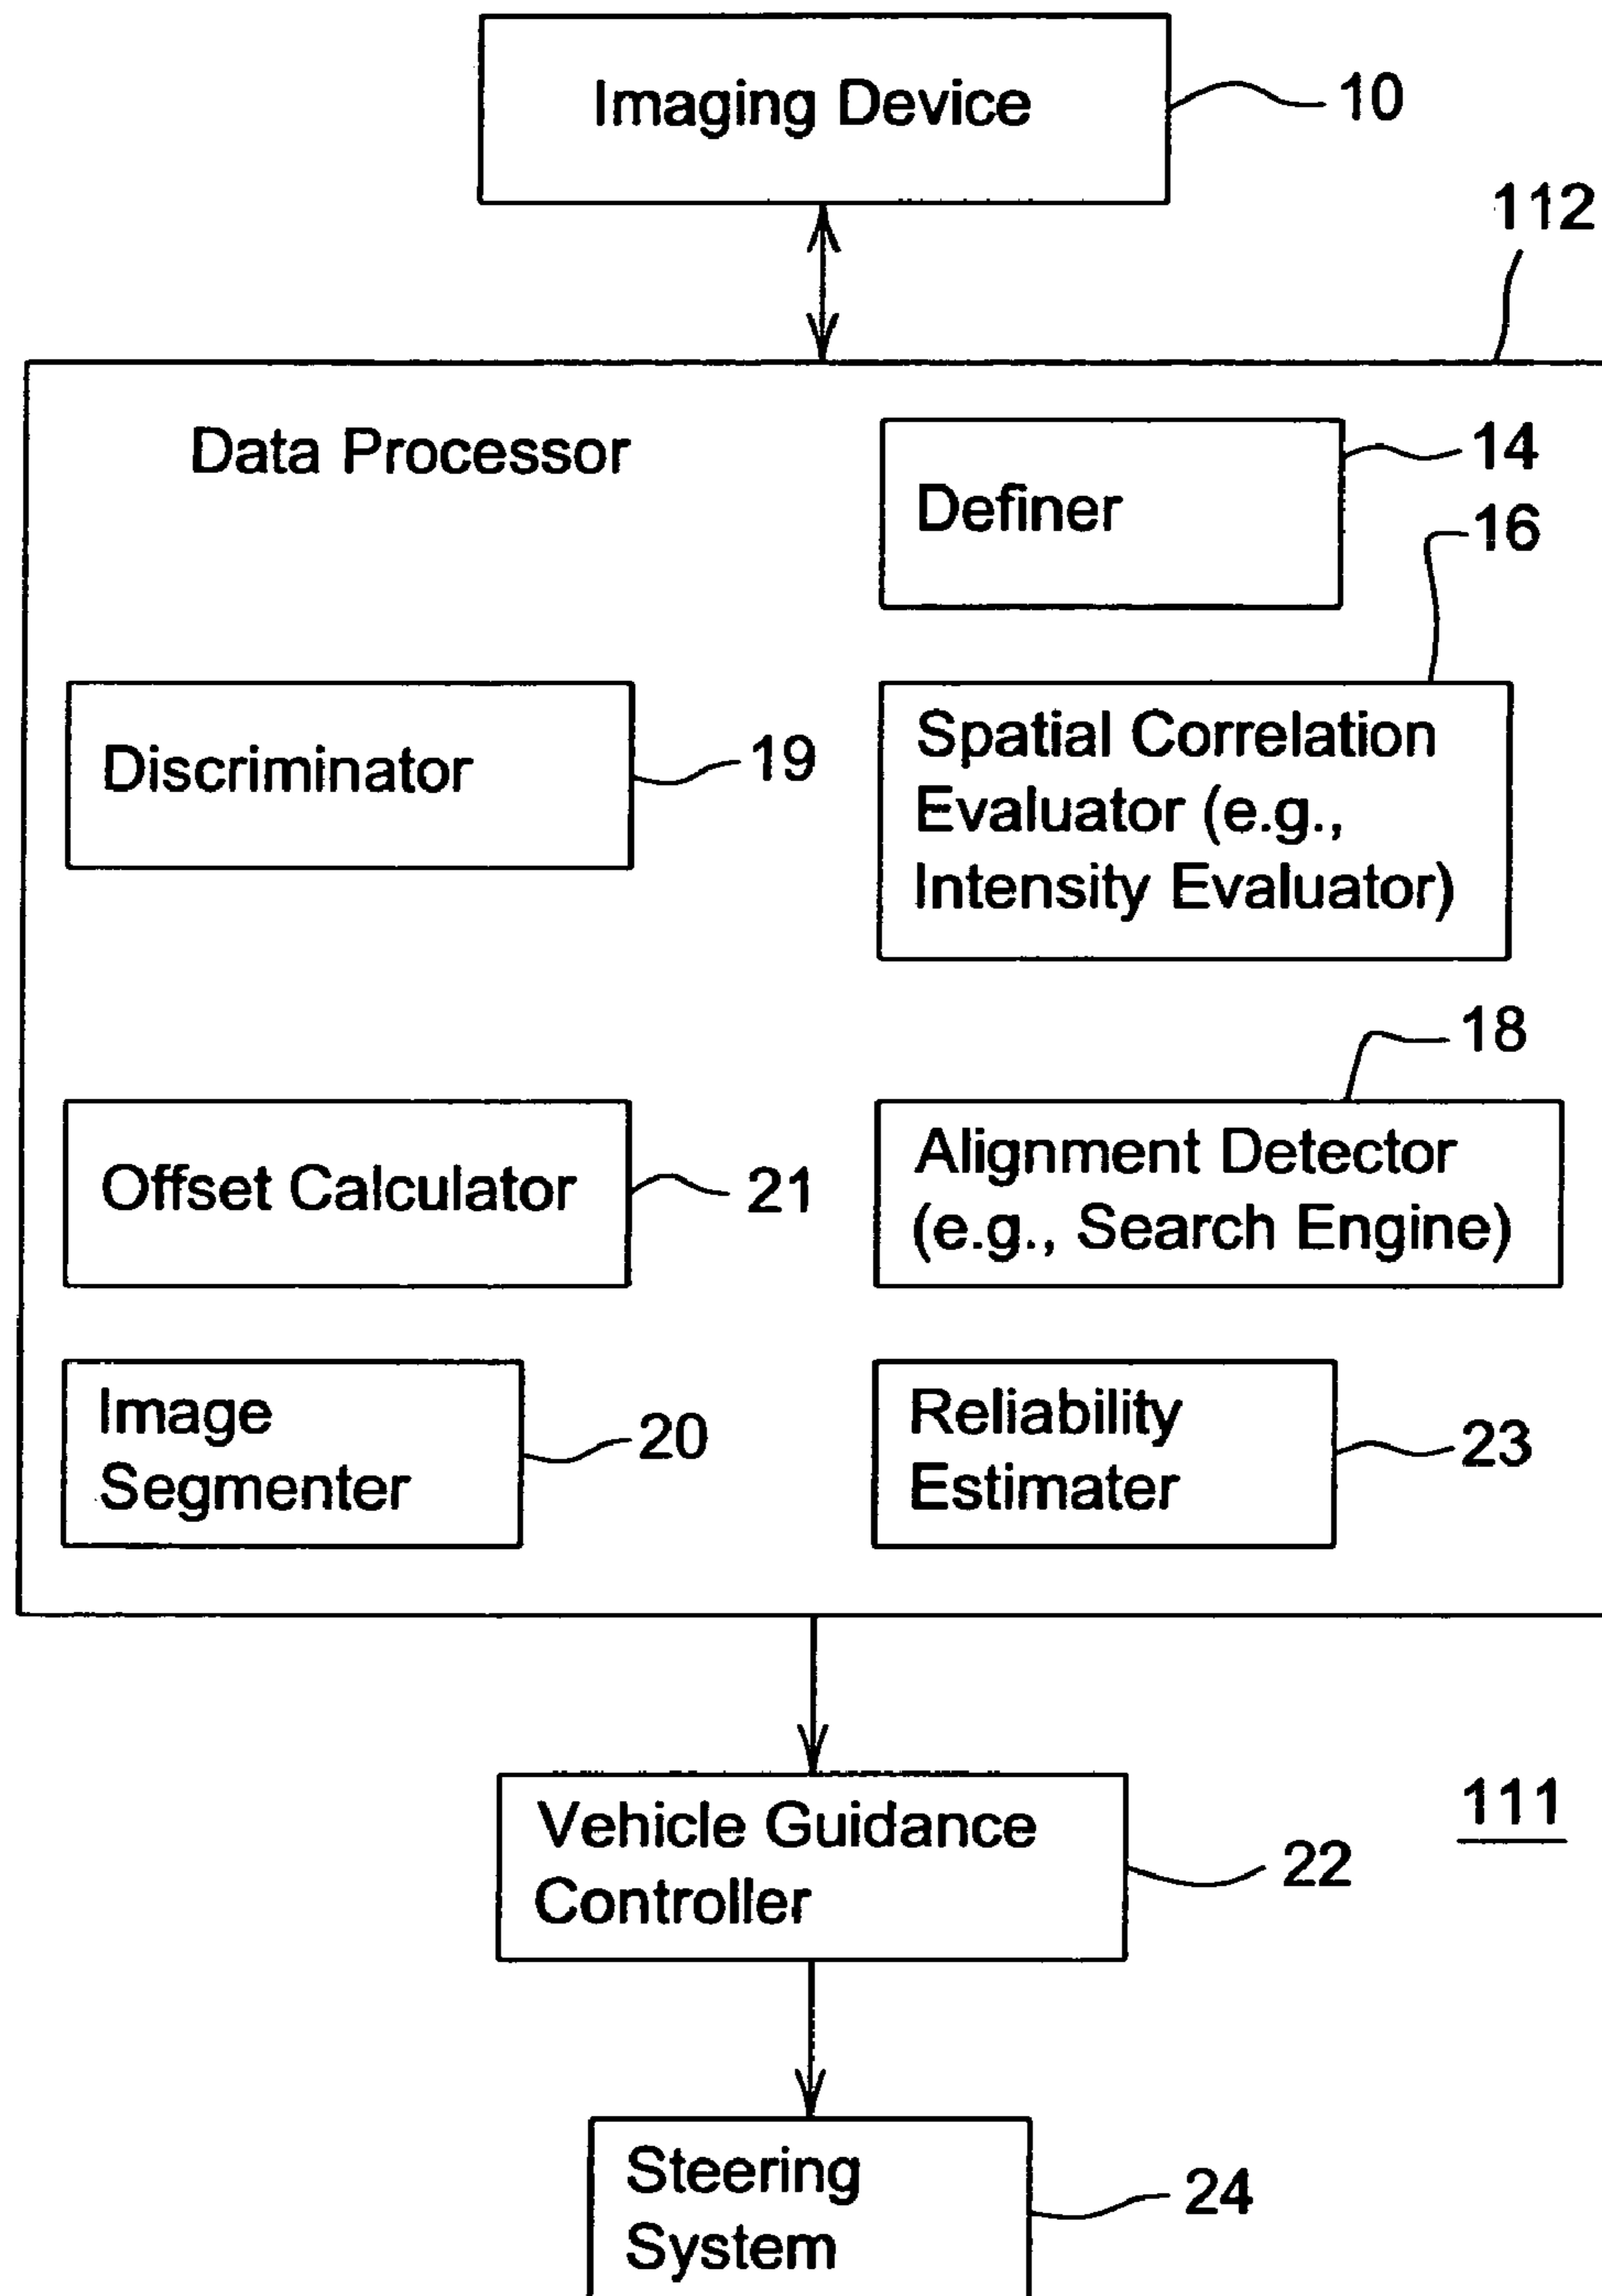 Imaging Device
10
112
Data Processor
Definer
14
16
Discriminator
19
Spatial Correlation
Evaluator (e.g.,
Intensity Evaluator)
18
Offset Calculator
21
Alignment Detector
(e.g., Search Engine)
Image
Segmenter
20
Reliability
Estimater
23
Vehicle Guidance
Controller
22
111
Steering
System
24